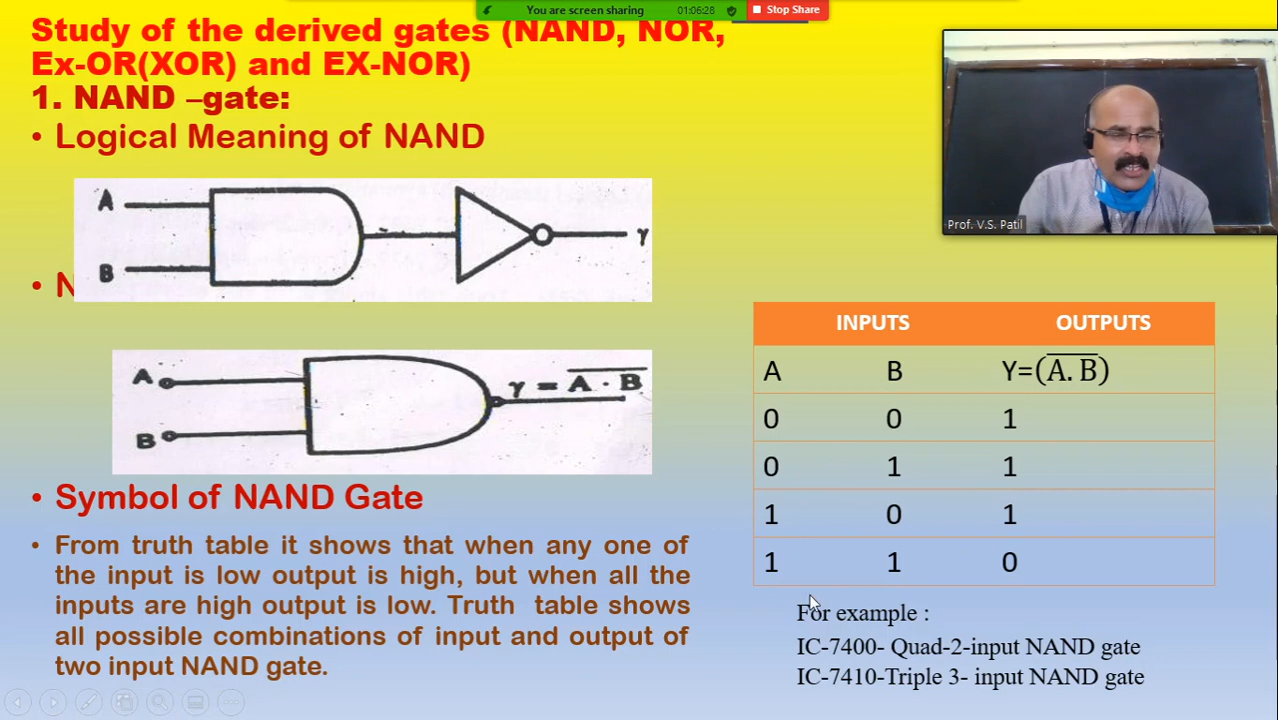 You are screen sharing 01:06:28 Stop Share
Study of the derived gates (NAND, NOR,
Ex-OR(XOR) and EX-NOR)
1. NAND –gate:
• Logical Meaning of NAND
A
B
Y
• N
A
B
Y = \overline{A · B}
• Symbol of NAND Gate
• From truth table it shows that when any one of
the input is low output is high, but when all the
inputs are high output is low. Truth table shows
all possible combinations of input and output of
two input NAND gate.
Prof. V.S. Patil
INPUTS OUTPUTS
A B Y=(\overline{A. B})
0 0 1
0 1 1
1 0 1
1 1 0
For example :
IC-7400- Quad-2-input NAND gate
IC-7410-Triple 3- input NAND gate